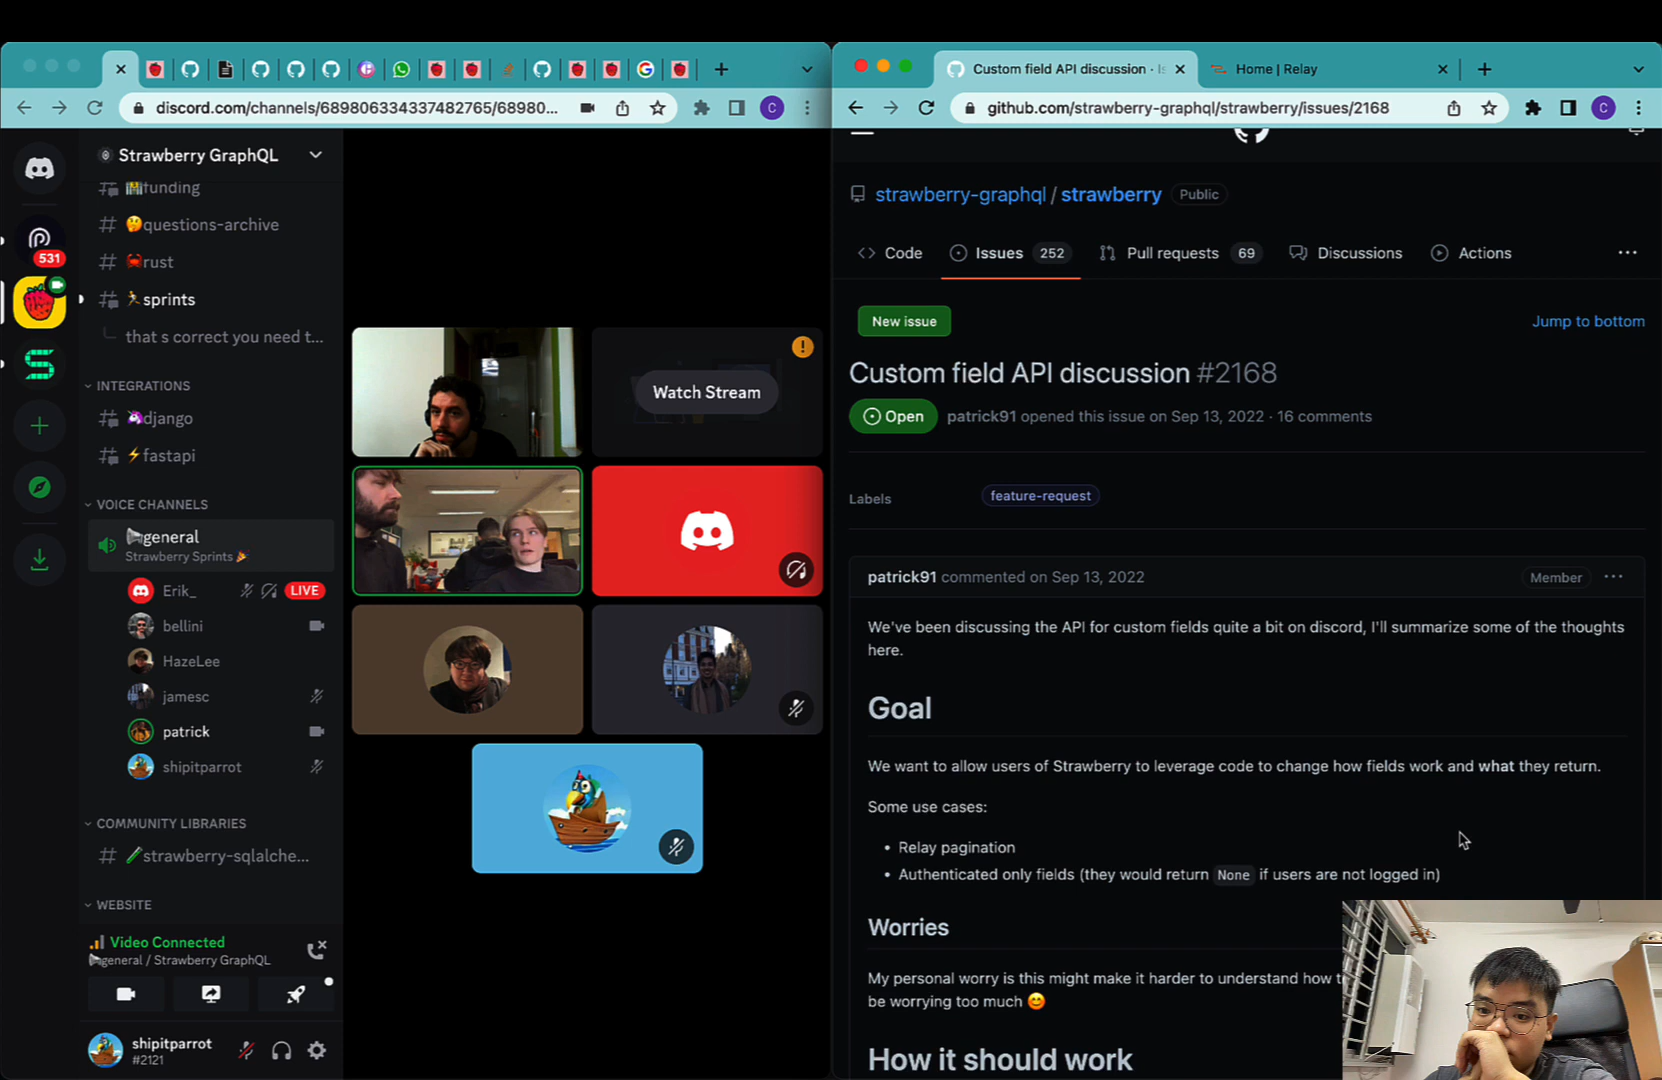 discord.com/channels/689806334337482765/68980...
C
Strawberry GraphQL
funding
questions-archive
rust
sprints
that s correct you need t...
INTEGRATIONS
django
fastapi
VOICE CHANNELS
general
Strawberry Sprints
Erik_
LIVE
bellini
HazeLee
jamesc
patrick
shipitparrot
COMMUNITY LIBRARIES
strawberry-sqlalche...
WEBSITE
Video Connected
general / Strawberry GraphQL
shipitparrot
#2121
531
Watch Stream
Custom field API discussion · Is
Home | Relay
github.com/strawberry-graphql/strawberry/issues/2168
C
strawberry-graphql / strawberry
Public
Code
Issues 252
Pull requests 69
Discussions
Actions
New issue
Jump to bottom
Custom field API discussion #2168
Open
patrick91 opened this issue on Sep 13, 2022 · 16 comments
Labels
feature-request
patrick91 commented on Sep 13, 2022
Member
We've been discussing the API for custom fields quite a bit on discord, I'll summarize some of the thoughts
here.
Goal
We want to allow users of Strawberry to leverage code to change how fields work and what they return.
Some use cases:
• Relay pagination
• Authenticated only fields (they would return None if users are not logged in)
Worries
My personal worry is this might make it harder to understand how t
be worrying too much 😊
How it should work